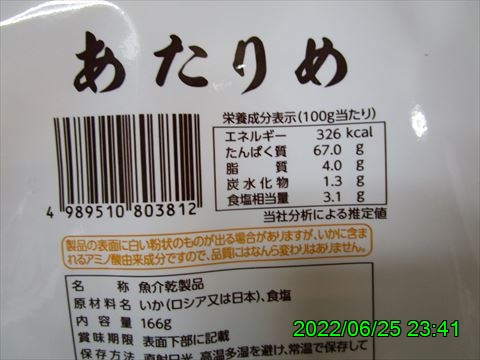 あたりめ
4 989510 803812
栄養成分表示(100g当たり)
エネルギー 326 kcal
たんぱく質 67.0 g
脂質 4.0 g
炭水化物 1.3 g
食塩相当量 3.1 g
当社分析による推定値
製品の表面に白い粉状のものが出る場合がありますが、いかに含ま
れるアミノ酸由来成分ですので、品質にはなんら変わりはありません。
名称 魚介乾製品
原材料名 いか(ロシア又は日本)、食塩
内容量 166g
賞味期限 表面下部に記載
保存方法 直射日光、高温多湿を避け、常温で保存して
2022/06/25 23:41